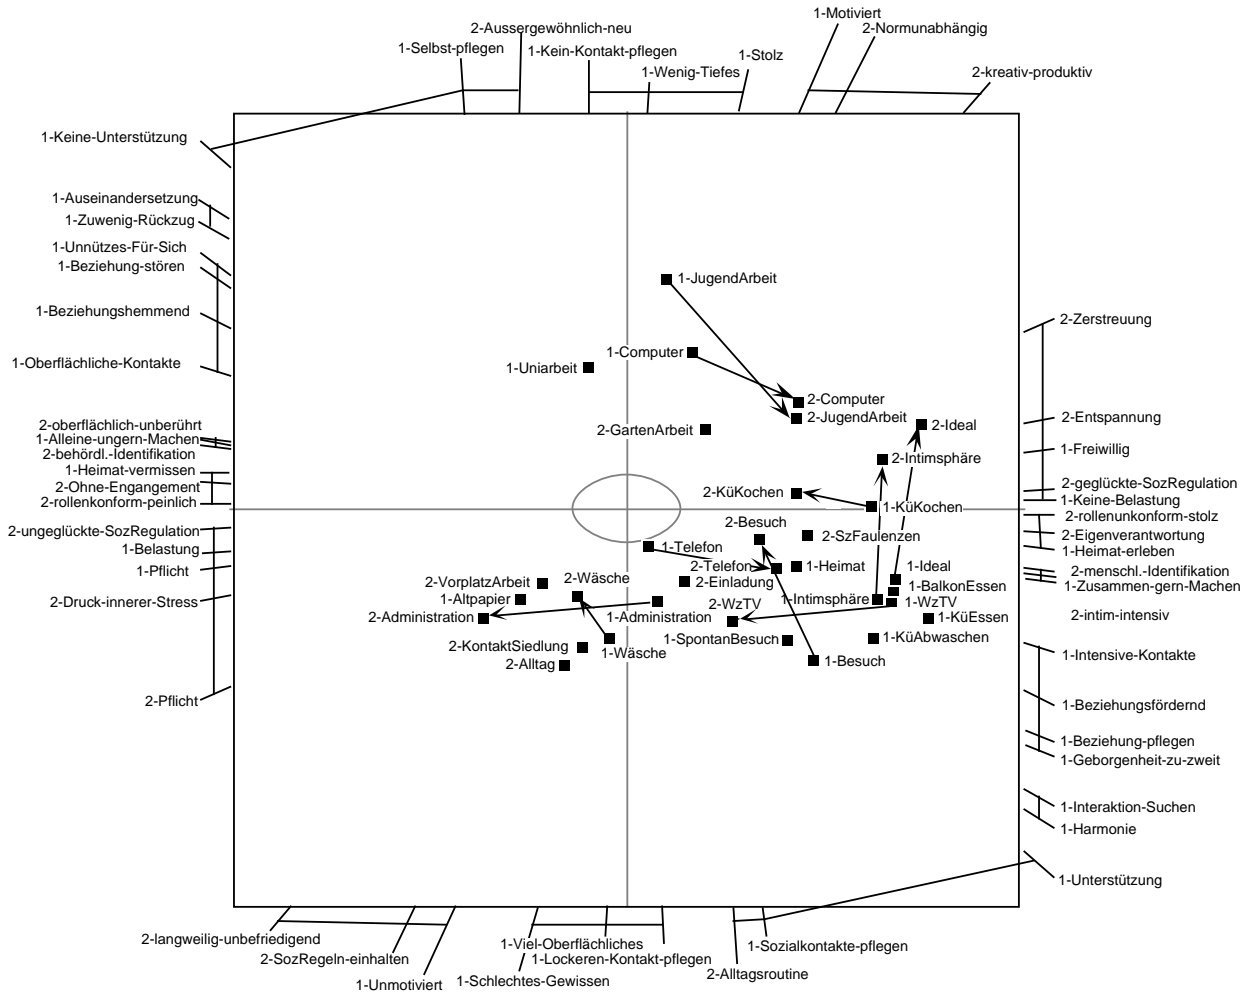 1-Motiviert
2-Aussergewöhnlich-neu
2-Normunabhängig
1-Selbst-pflegen
1-Kein-Kontakt-pflegen
1-Stolz
1-Wenig-Tiefes
2-kreativ-produktiv
1-Keine-Unterstützung
1-Auseinandersetzung
1-Zuwenig-Rückzug
1-Unnützes-Für-Sich
1-Beziehung-stören
1-Beziehungshemmend
1-Oberflächliche-Kontakte
2-oberflächlich-unberührt
1-Alleine-ungern-Machen
2-behördl.-Identifikation
1-Heimat-vermissen
2-Ohne-Engangement
2-rollenkonform-peinlich
2-ungeglückte-SozRegulation
1-Belastung
1-Pflicht
2-Druck-innerer-Stress
2-Pflicht
1-JugendArbeit
1-Computer
1-Uniarbeit
2-Computer
2-JugendArbeit
2-GartenArbeit
2-Ideal
2-Intimsphäre
2-KüKochen
1-KüKochen
2-Besuch
2-SzFaulenzen
1-Telefon
2-Telefon
1-Heimat
1-Ideal
2-VorplatzArbeit
2-Wäsche
2-Einladung
1-BalkonEssen
1-Altpapier
1-Intimsphäre
1-WzTV
2-WzTV
2-Administration
1-Administration
1-KüEssen
1-SpontanBesuch
1-KüAbwaschen
2-KontaktSiedlung
1-Wäsche
2-Alltag
1-Besuch
2-Zerstreuung
2-Entspannung
1-Freiwillig
2-geglückte-SozRegulation
1-Keine-Belastung
2-rollenunkonform-stolz
2-Eigenverantwortung
1-Heimat-erleben
2-menschl.-Identifikation
1-Zusammen-gern-Machen
2-intim-intensiv
1-Intensive-Kontakte
1-Beziehungsfördernd
1-Beziehung-pflegen
1-Geborgenheit-zu-zweit
1-Interaktion-Suchen
1-Harmonie
1-Unterstützung
2-langweilig-unbefriedigend
1-Viel-Oberflächliches
1-Sozialkontakte-pflegen
2-SozRegeln-einhalten
1-Lockeren-Kontakt-pflegen
2-Alltagsroutine
1-Unmotiviert
1-Schlechtes-Gewissen